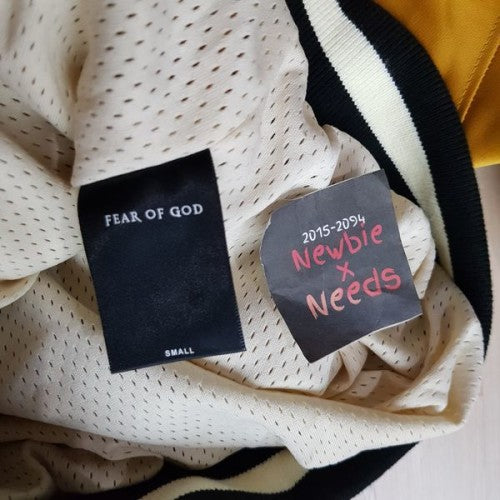 FEAR OF GOD
SMALL
2015-2094
Newbie
x
Needs